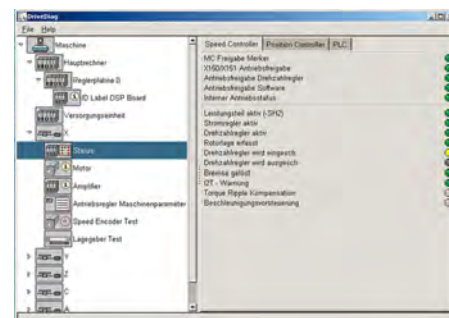 DriveDiag
File Help
Maschine
Hauptrechner
Reglerplatine 0
ID Label DSP Board
Versorgungseinheit
X
Status
Motor
Amplifier
Antriebsregler Maschinenparameter
Speed Encoder Test
Lagegeber Test
Y
Z
C
A
Speed Controller Position Controller PLC
MC Freigabe Merker
X150/X151 Antriebsfreigabe
Antriebsfreigabe Drehzahlregler
Antriebsfreigabe Software
Interner Antriebsstatus
Leistungsteil aktiv (-SH2)
Stromregler aktiv
Drehzahlregler aktiv
Rotorlage erfasst
Drehzahlregler wird eingesch.
Drehzahlregler wird ausgesch.
Bremse gelöst
I2T - Warnung
Torque Ripple Kompensation
Beschleunigungsvorsteuerung